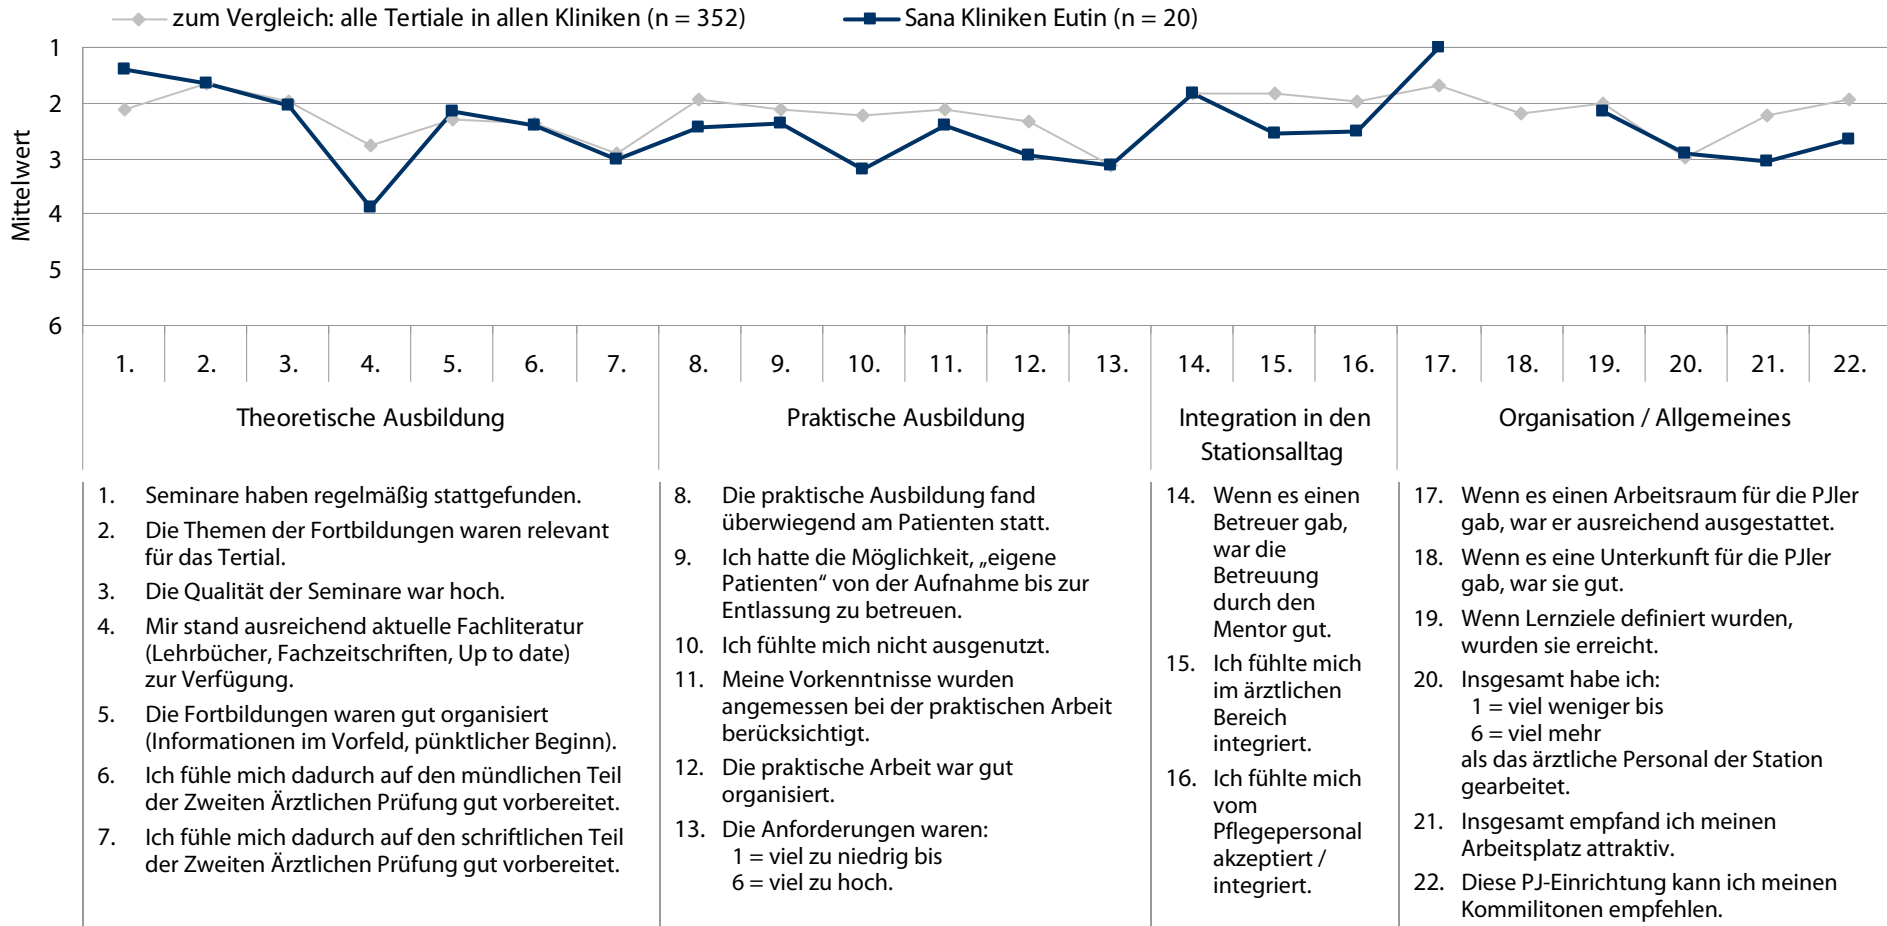 zum Vergleich: alle Tertiale in allen Kliniken (n = 352)
Sana Kliniken Eutin (n = 20)
Mittelwert
1
2
3
4
5
6
1. 2. 3. 4. 5. 6. 7. 8. 9. 10. 11. 12. 13. 14. 15. 16. 17. 18. 19. 20. 21. 22.
Theoretische Ausbildung
Praktische Ausbildung
Integration in den
Stationsalltag
Organisation / Allgemeines
1. Seminare haben regelmäßig stattgefunden.
2. Die Themen der Fortbildungen waren relevant
für das Tertial.
3. Die Qualität der Seminare war hoch.
4. Mir stand ausreichend aktuelle Fachliteratur
(Lehrbücher, Fachzeitschriften, Up to date)
zur Verfügung.
5. Die Fortbildungen waren gut organisiert
(Informationen im Vorfeld, pünktlicher Beginn).
6. Ich fühle mich dadurch auf den mündlichen Teil
der Zweiten Ärztlichen Prüfung gut vorbereitet.
7. Ich fühle mich dadurch auf den schriftlichen Teil
der Zweiten Ärztlichen Prüfung gut vorbereitet.
8. Die praktische Ausbildung fand
überwiegend am Patienten statt.
9. Ich hatte die Möglichkeit, „eigene
Patienten“ von der Aufnahme bis zur
Entlassung zu betreuen.
10. Ich fühlte mich nicht ausgenutzt.
11. Meine Vorkenntnisse wurden
angemessen bei der praktischen Arbeit
berücksichtigt.
12. Die praktische Arbeit war gut
organisiert.
13. Die Anforderungen waren:
1 = viel zu niedrig bis
6 = viel zu hoch.
14. Wenn es einen
Betreuer gab,
war die
Betreuung
durch den
Mentor gut.
15. Ich fühlte mich
im ärztlichen
Bereich
integriert.
16. Ich fühlte mich
vom
Pflegepersonal
akzeptiert /
integriert.
17. Wenn es einen Arbeitsraum für die PJler
gab, war er ausreichend ausgestattet.
18. Wenn es eine Unterkunft für die PJler
gab, war sie gut.
19. Wenn Lernziele definiert wurden,
wurden sie erreicht.
20. Insgesamt habe ich:
1 = viel weniger bis
6 = viel mehr
als das ärztliche Personal der Station
gearbeitet.
21. Insgesamt empfand ich meinen
Arbeitsplatz attraktiv.
22. Diese PJ-Einrichtung kann ich meinen
Kommilitonen empfehlen.